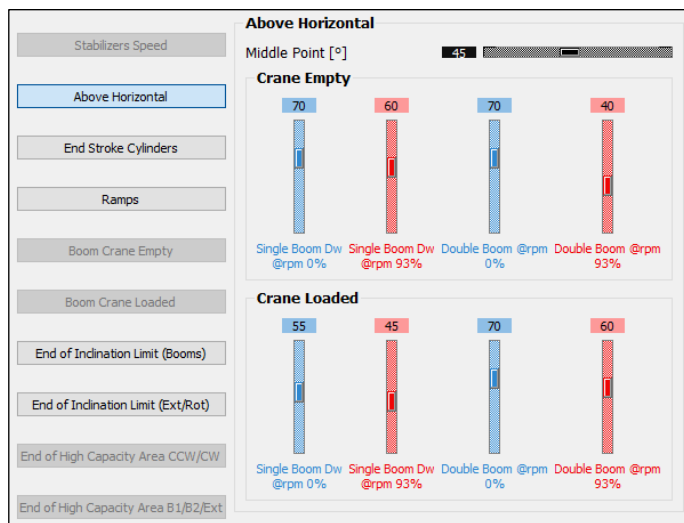 Stabilizers Speed
Above Horizontal
End Stroke Cylinders
Ramps
Boom Crane Empty
Boom Crane Loaded
End of Inclination Limit (Booms)
End of Inclination Limit (Ext/Rot)
End of High Capacity Area CCW/CW
End of High Capacity Area B1/B2/Ext
Above Horizontal
Middle Point [°] 45
Crane Empty
70 60 70 40
Single Boom Dw Single Boom Dw Double Boom @rpm Double Boom @rpm
@rpm 0% @rpm 93% 0% 93%
Crane Loaded
55 45 70 60
Single Boom Dw Single Boom Dw Double Boom @rpm Double Boom @rpm
@rpm 0% @rpm 93% 0% 93%